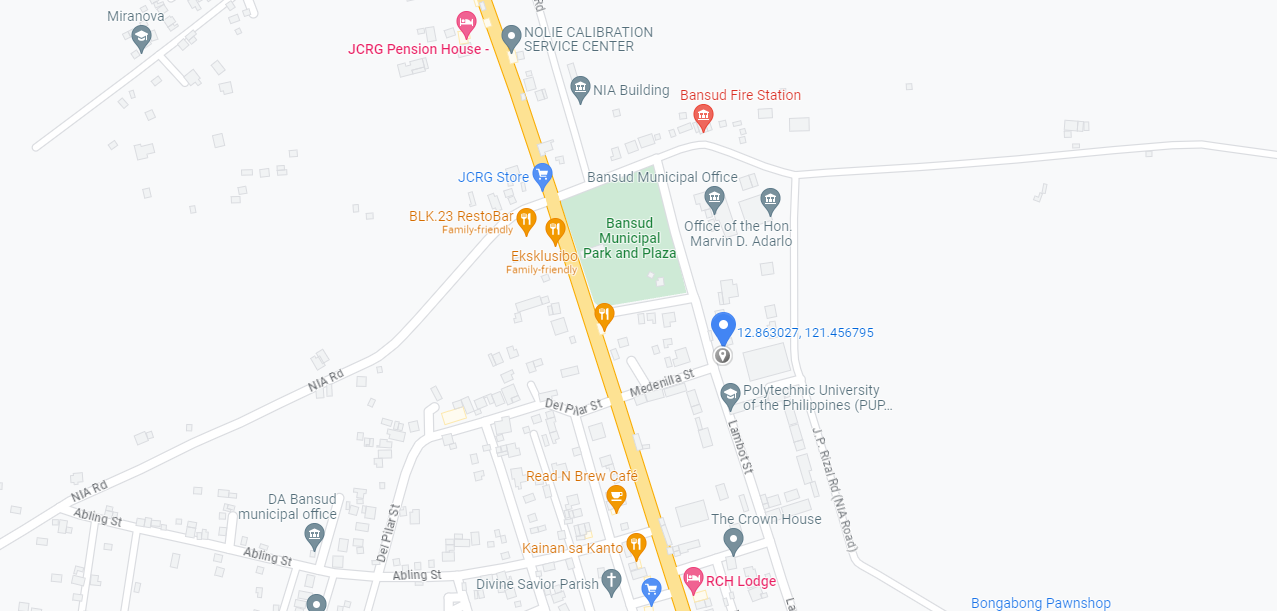 Miranova
Rd
NOLIE CALIBRATION
SERVICE CENTER
JCRG Pension House -
NIA Building
Bansud Fire Station
JCRG Store
Bansud Municipal Office
BLK.23 RestoBar
Family-friendly
Bansud
Municipal
Park and Plaza
Office of the Hon.
Marvin D. Adarlo
Eksklusibo
Family-friendly
12.863027, 121.456795
NIA Rd
Medenilla St
Del Pilar St
Polytechnic University
of the Philippines (PUP...
Lambot St
J.P. Rizal Rd (NIA Road)
Read N Brew Café
NIA Rd
DA Bansud
municipal office
Abling St
Del Pilar St
The Crown House
Abling St
Kainan sa Kanto
Abling St
Divine Savior Parish
RCH Lodge
Bongabong Pawnshop